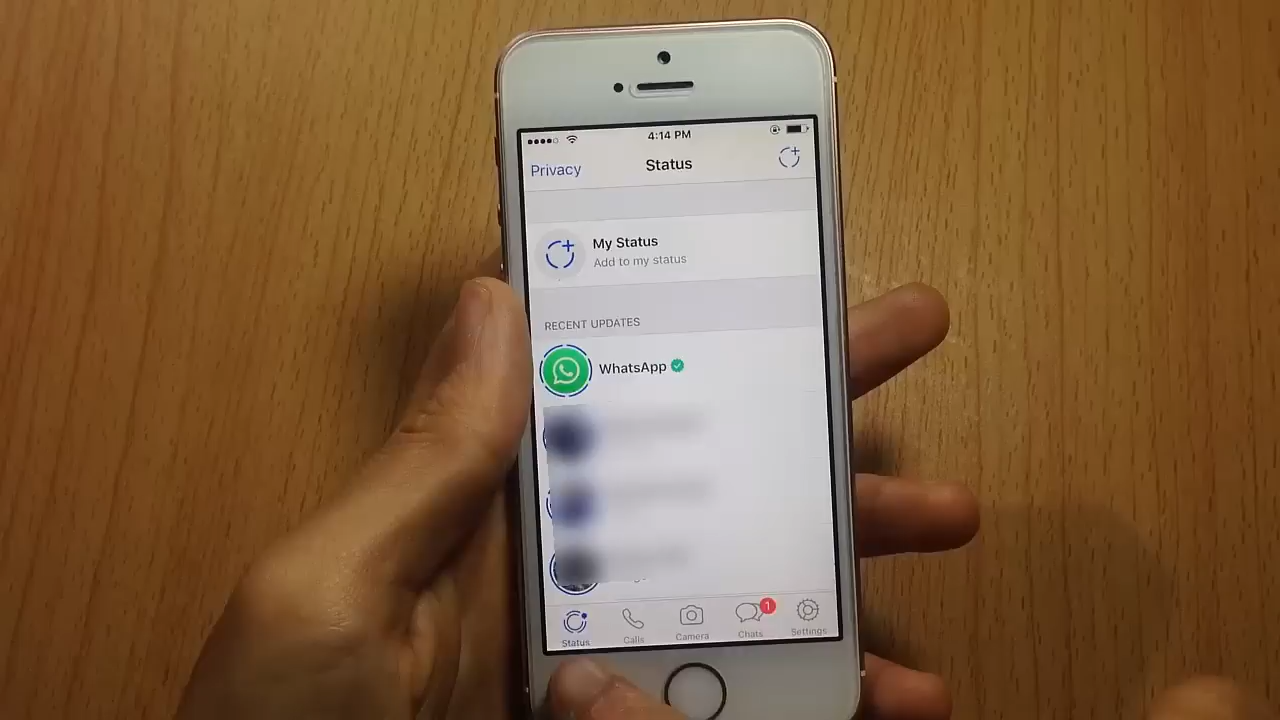 4:14 PM
Privacy
Status
My Status
Add to my status
RECENT UPDATES
WhatsApp
1
Status
Calls
Camera
Chats
Settings